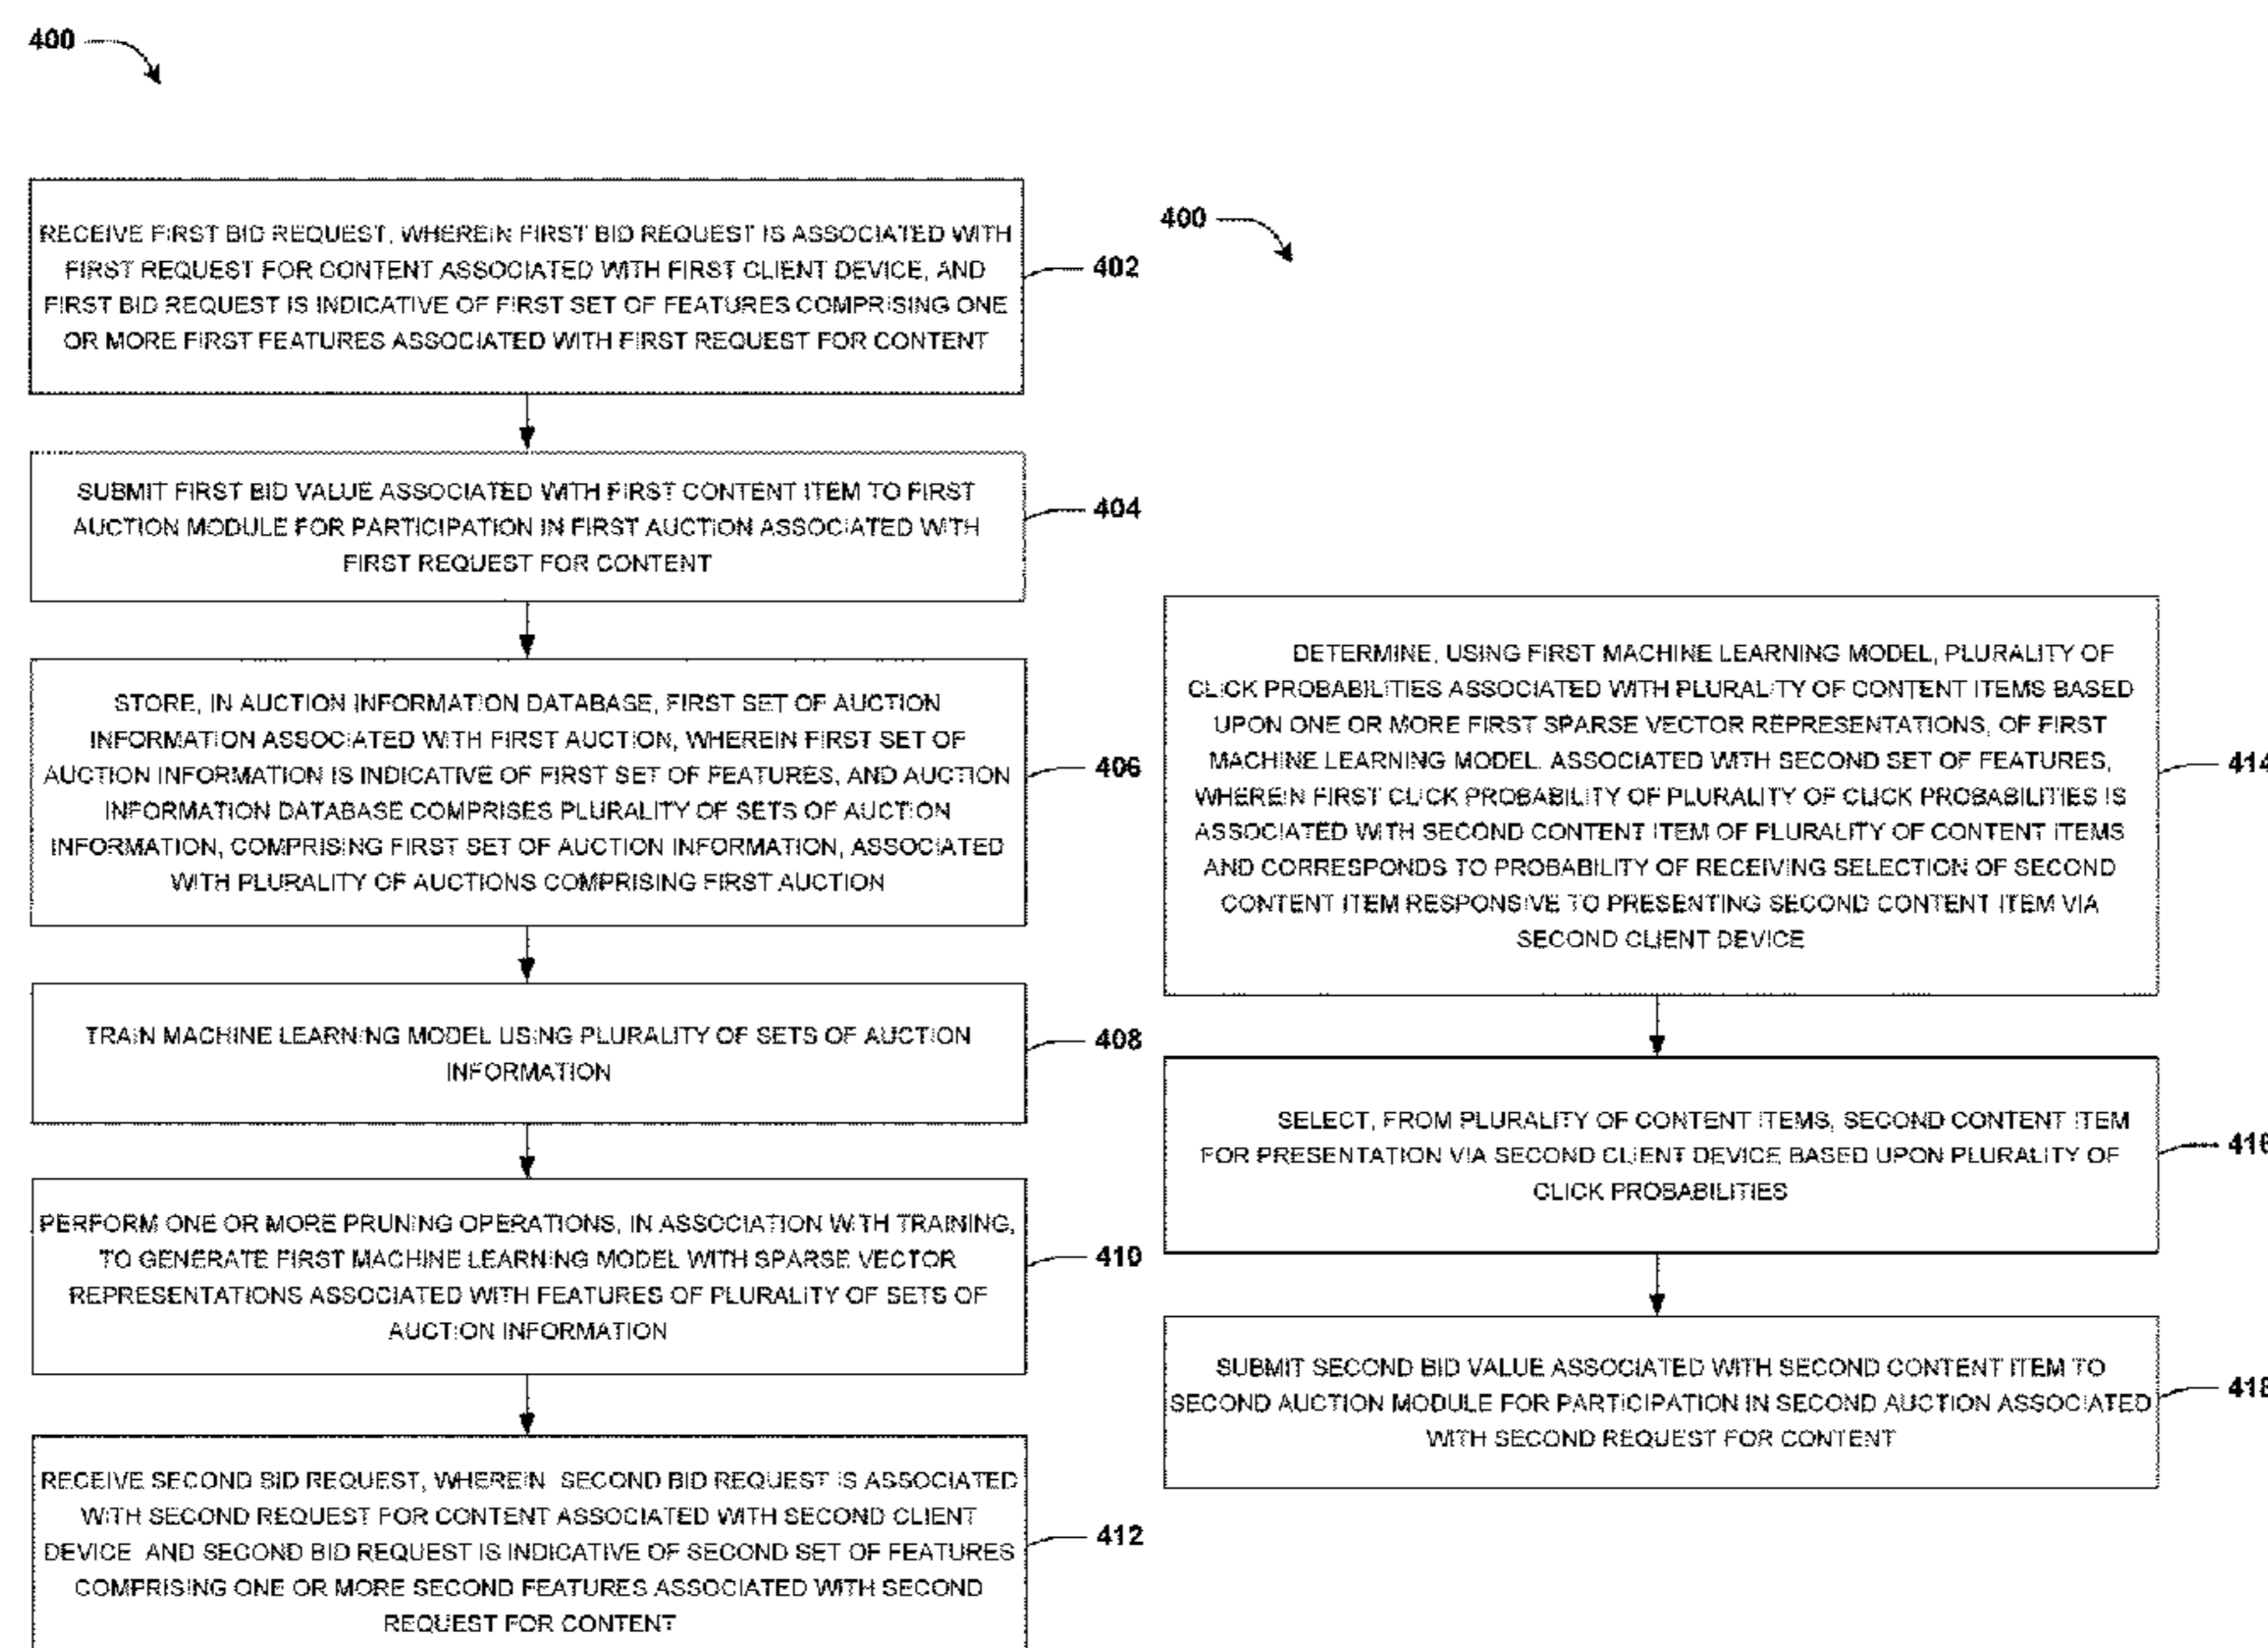 400
RECEIVE FIRST BID REQUEST, WHEREIN FIRST BID REQUEST IS ASSOCIATED WITH
FIRST REQUEST FOR CONTENT ASSOCIATED WITH FIRST CLIENT DEVICE, AND
FIRST BID REQUEST IS INDICATIVE OF FIRST SET OF FEATURES COMPRISING ONE
OR MORE FIRST FEATURES ASSOCIATED WITH FIRST REQUEST FOR CONTENT
402
SUBMIT FIRST BID VALUE ASSOCIATED WITH FIRST CONTENT ITEM TO FIRST
AUCTION MODULE FOR PARTICIPATION IN FIRST AUCTION ASSOCIATED WITH
FIRST REQUEST FOR CONTENT
404
STORE, IN AUCTION INFORMATION DATABASE, FIRST SET OF AUCTION
INFORMATION ASSOCIATED WITH FIRST AUCTION, WHEREIN FIRST SET OF
AUCTION INFORMATION IS INDICATIVE OF FIRST SET OF FEATURES, AND AUCTION
INFORMATION DATABASE COMPRISES PLURALITY OF SETS OF AUCTION
INFORMATION, COMPRISING FIRST SET OF AUCTION INFORMATION, ASSOCIATED
WITH PLURALITY OF AUCTIONS COMPRISING FIRST AUCTION
406
TRAIN MACHINE LEARNING MODEL USING PLURALITY OF SETS OF AUCTION
INFORMATION
408
PERFORM ONE OR MORE PRUNING OPERATIONS, IN ASSOCIATION WITH TRAINING,
TO GENERATE FIRST MACHINE LEARNING MODEL WITH SPARSE VECTOR
REPRESENTATIONS ASSOCIATED WITH FEATURES OF PLURALITY OF SETS OF
AUCTION INFORMATION
410
RECEIVE SECOND BID REQUEST, WHEREIN SECOND BID REQUEST IS ASSOCIATED
WITH SECOND REQUEST FOR CONTENT ASSOCIATED WITH SECOND CLIENT
DEVICE AND SECOND BID REQUEST IS INDICATIVE OF SECOND SET OF FEATURES
COMPRISING ONE OR MORE SECOND FEATURES ASSOCIATED WITH SECOND
REQUEST FOR CONTENT
412
400
DETERMINE, USING FIRST MACHINE LEARNING MODEL, PLURALITY OF
CLICK PROBABILITIES ASSOCIATED WITH PLURALITY OF CONTENT ITEMS BASED
UPON ONE OR MORE FIRST SPARSE VECTOR REPRESENTATIONS, OF FIRST
MACHINE LEARNING MODEL, ASSOCIATED WITH SECOND SET OF FEATURES,
WHEREIN FIRST CLICK PROBABILITY OF PLURALITY OF CLICK PROBABILITIES IS
ASSOCIATED WITH SECOND CONTENT ITEM OF PLURALITY OF CONTENT ITEMS
AND CORRESPONDS TO PROBABILITY OF RECEIVING SELECTION OF SECOND
CONTENT ITEM RESPONSIVE TO PRESENTING SECOND CONTENT ITEM VIA
SECOND CLIENT DEVICE
414
SELECT, FROM PLURALITY OF CONTENT ITEMS, SECOND CONTENT ITEM
FOR PRESENTATION VIA SECOND CLIENT DEVICE BASED UPON PLURALITY OF
CLICK PROBABILITIES
416
SUBMIT SECOND BID VALUE ASSOCIATED WITH SECOND CONTENT ITEM TO
SECOND AUCTION MODULE FOR PARTICIPATION IN SECOND AUCTION ASSOCIATED
WITH SECOND REQUEST FOR CONTENT
418